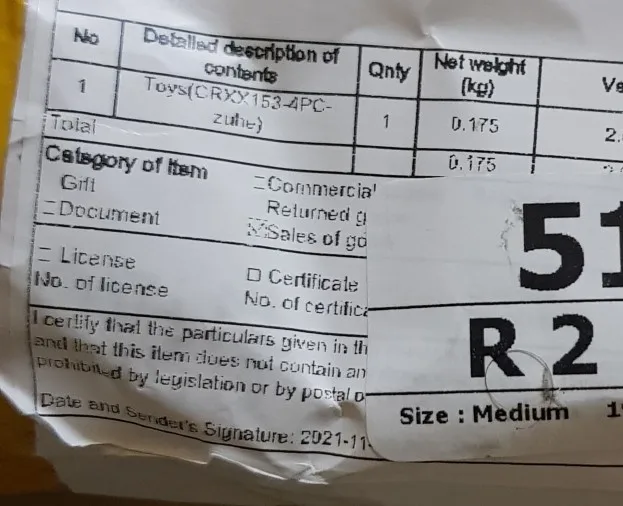 No Detailed description of contents Qnty Net weight (kg)
1 Toys(CRXX153-4PC-zuhe) 1 0.175 2.
Total 0.175
Category of Item
Gift Commercial
Document Returned g
Sales of go
License Certificate
No. of license No. of certifica
I certify that the particulars given in th
and that this item does not contain an
prohibited by legislation or by postal o
Date and Sender's Signature: 2021-11
51
R 2
Size : Medium 1